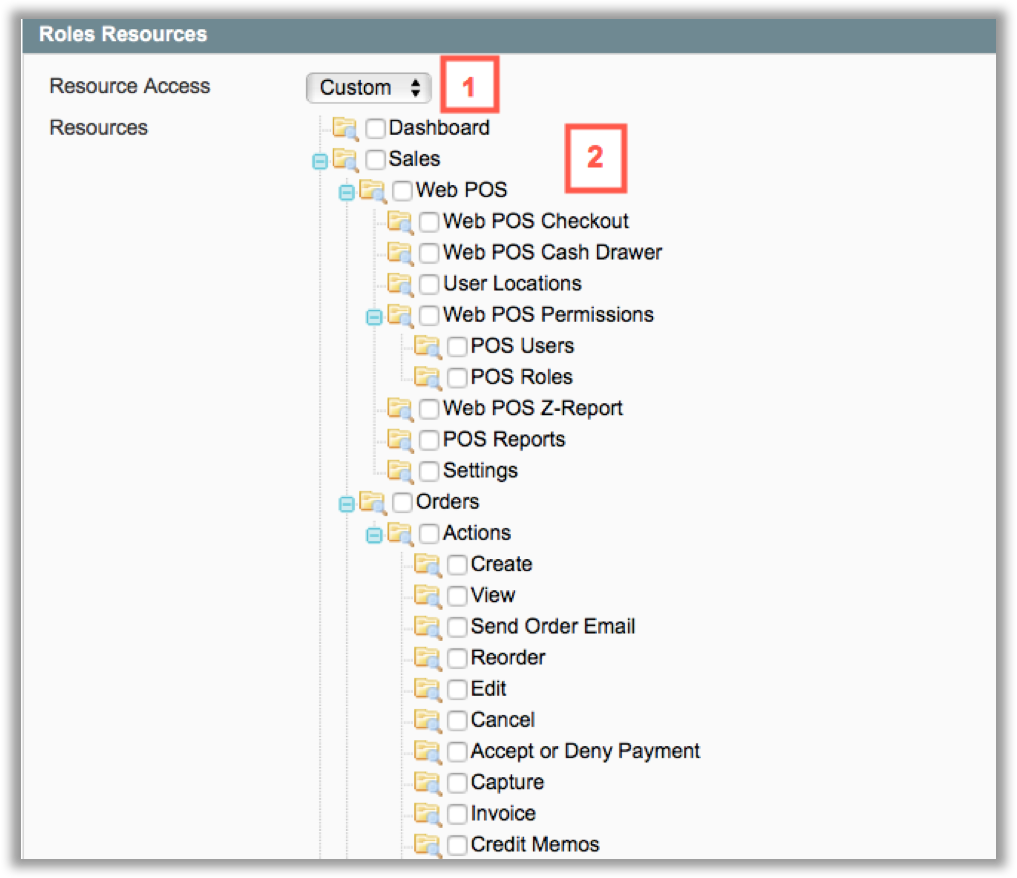 Roles Resources
Resource Access Custom 1
Resources Dashboard
Sales 2
Web POS
Web POS Checkout
Web POS Cash Drawer
User Locations
Web POS Permissions
POS Users
POS Roles
Web POS Z-Report
POS Reports
Settings
Orders
Actions
Create
View
Send Order Email
Reorder
Edit
Cancel
Accept or Deny Payment
Capture
Invoice
Credit Memos